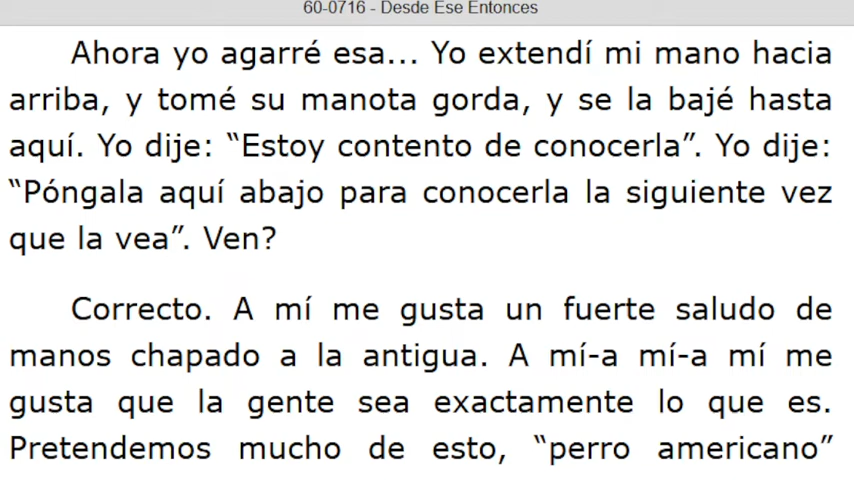 60-0716 - Desde Ese Entonces
Ahora yo agarré esa... Yo extendí mi mano hacia
arriba, y tomé su manota gorda, y se la bajé hasta
aquí. Yo dije: “Estoy contento de conocerla”. Yo dije:
“Póngala aquí abajo para conocerla la siguiente vez
que la vea”. Ven?
Correcto. A mí me gusta un fuerte saludo de
manos chapado a la antigua. A mí-a mí-a mí me
gusta que la gente sea exactamente lo que es.
Pretendemos mucho de esto, “perro americano”